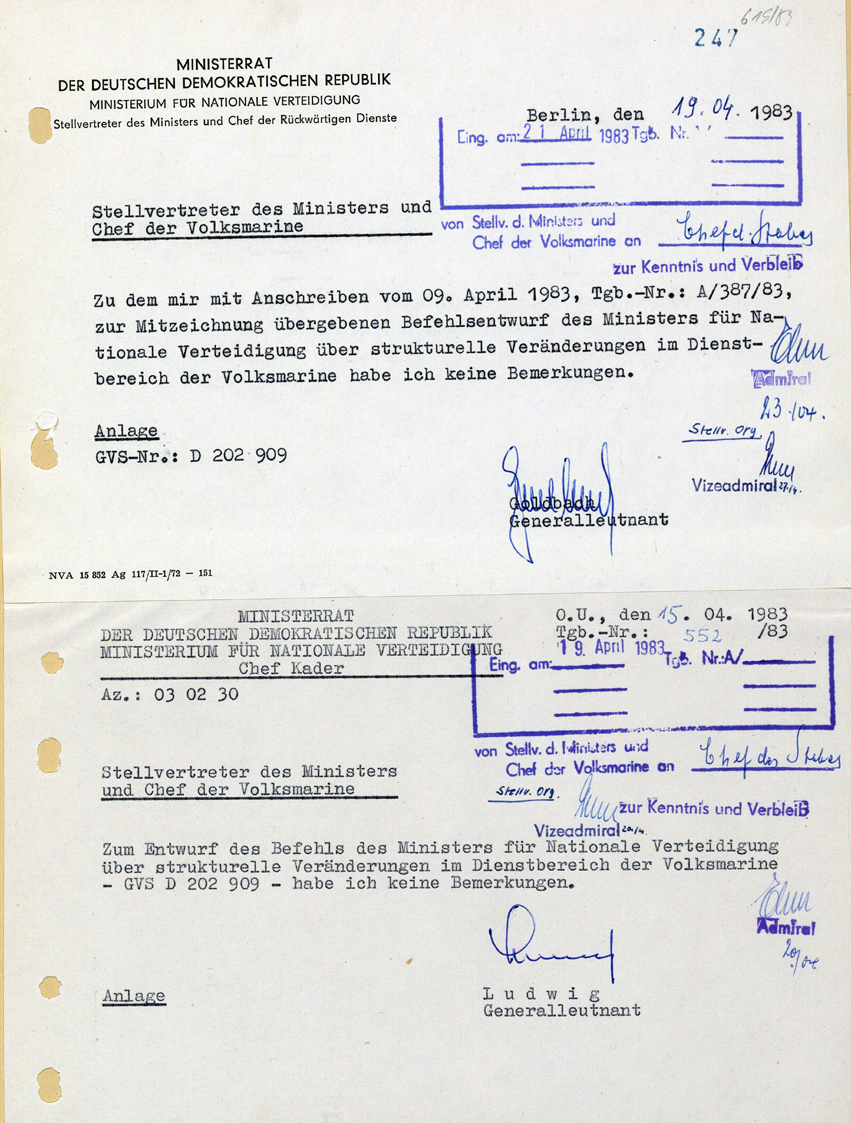 615/83
247
MINISTERRAT
DER DEUTSCHEN DEMOKRATISCHEN REPUBLIK
MINISTERIUM FÜR NATIONALE VERTEIDIGUNG
Stellvertreter des Ministers und Chef der Rückwärtigen Dienste
Berlin, den 19.04. 1983
Eing. am: 21 April 1983 Tgb. Nr.
Stellvertreter des Ministers und
Chef der Volksmarine
von Stellv. d. Ministers und
Chef der Volksmarine an Chef d. Stabes
zur Kenntnis und Verbleib
Zu dem mir mit Anschreiben vom 09. April 1983, Tgb.-Nr.: A/387/83,
zur Mitzeichnung übergebenen Befehlsentwurf des Ministers für Na-
tionale Verteidigung über strukturelle Veränderungen im Dienst-
bereich der Volksmarine habe ich keine Bemerkungen.
Admiral
23/04.
Anlage
GVS-Nr.: D 202 909
Stellv. Org.
Vizeadmiral 27/4.
Goldbach
Generalleutnant
NVA 15 852 Ag 117/II-1/72 — 151
MINISTERRAT
DER DEUTSCHEN DEMOKRATISCHEN REPUBLIK
MINISTERIUM FÜR NATIONALE VERTEIDIGUNG
Chef Kader
O.U., den 15. 04. 1983
Tgb.-Nr.: 552 /83
19. April 1983
Eing. am: Tgb. Nr.: A/
Az.: 03 02 30
von Stellv. d. Ministers und
Chef der Volksmarine an Chef des Stabes
Stellvertreter des Ministers
und Chef der Volksmarine
Stellv. Org.
zur Kenntnis und Verbleib
Vizeadmiral
Zum Entwurf des Befehls des Ministers für Nationale Verteidigung
über strukturelle Veränderungen im Dienstbereich der Volksmarine
- GVS D 202 909 - habe ich keine Bemerkungen.
Admiral
20/04
Anlage
Ludwig
Generalleutnant